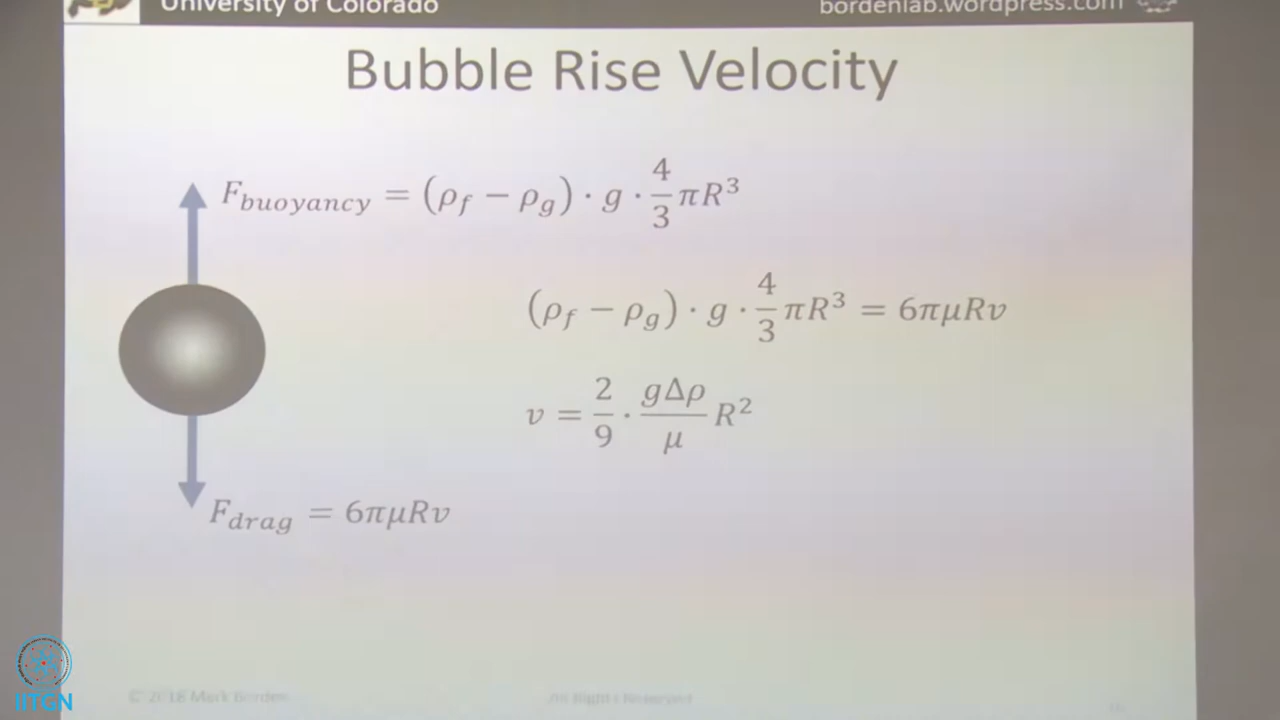 University of Colorado
bordenlab.wordpress.com
Bubble Rise Velocity
F_buoyancy = (ρ_f − ρ_g) · g · 4/3 πR³
(ρ_f − ρ_g) · g · 4/3 πR³ = 6πμRv
v = 2/9 · gΔρ/μ R²
F_drag = 6πμRv
© 2018 Mark Borden
All Rights Reserved
IITGN